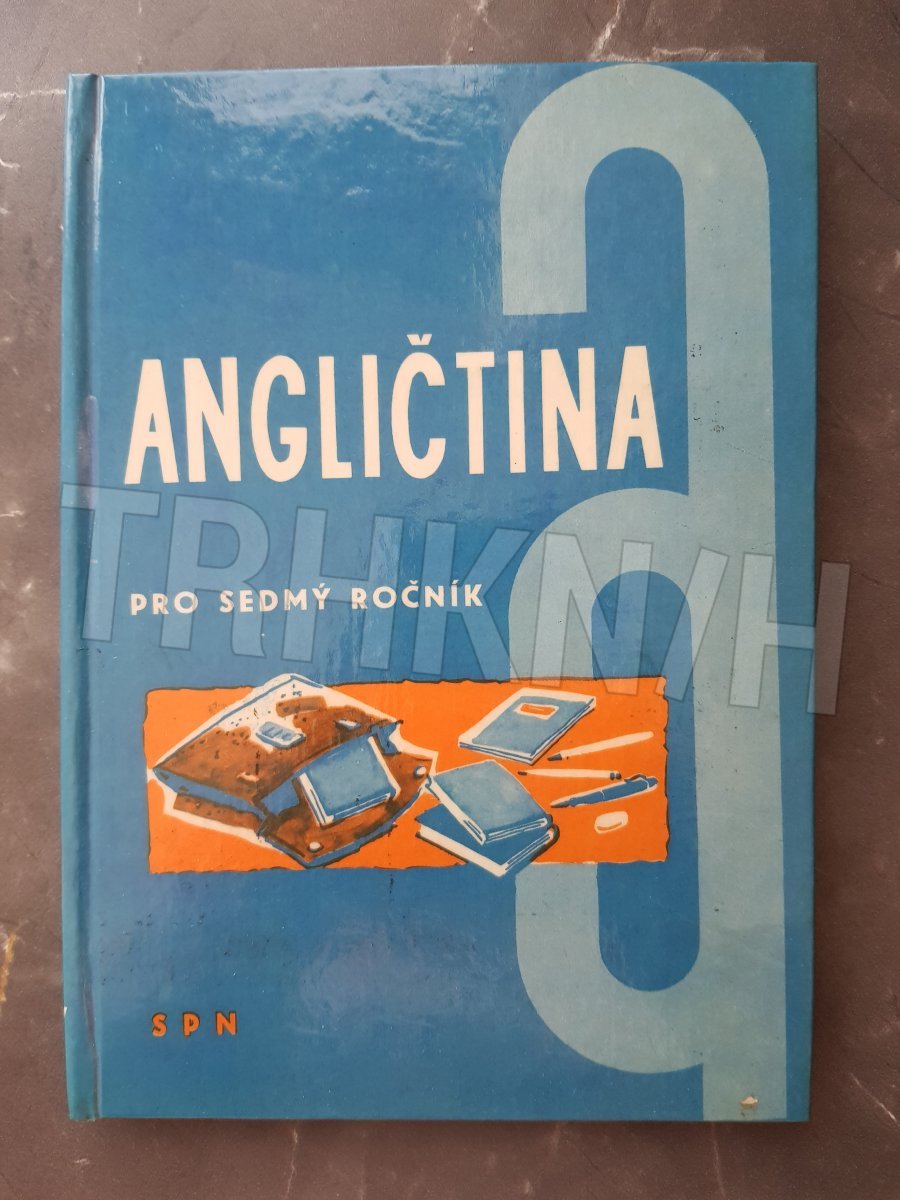 ANGLIČTINA
TRHKNIH
PRO SEDMÝ ROČNÍK
SPN